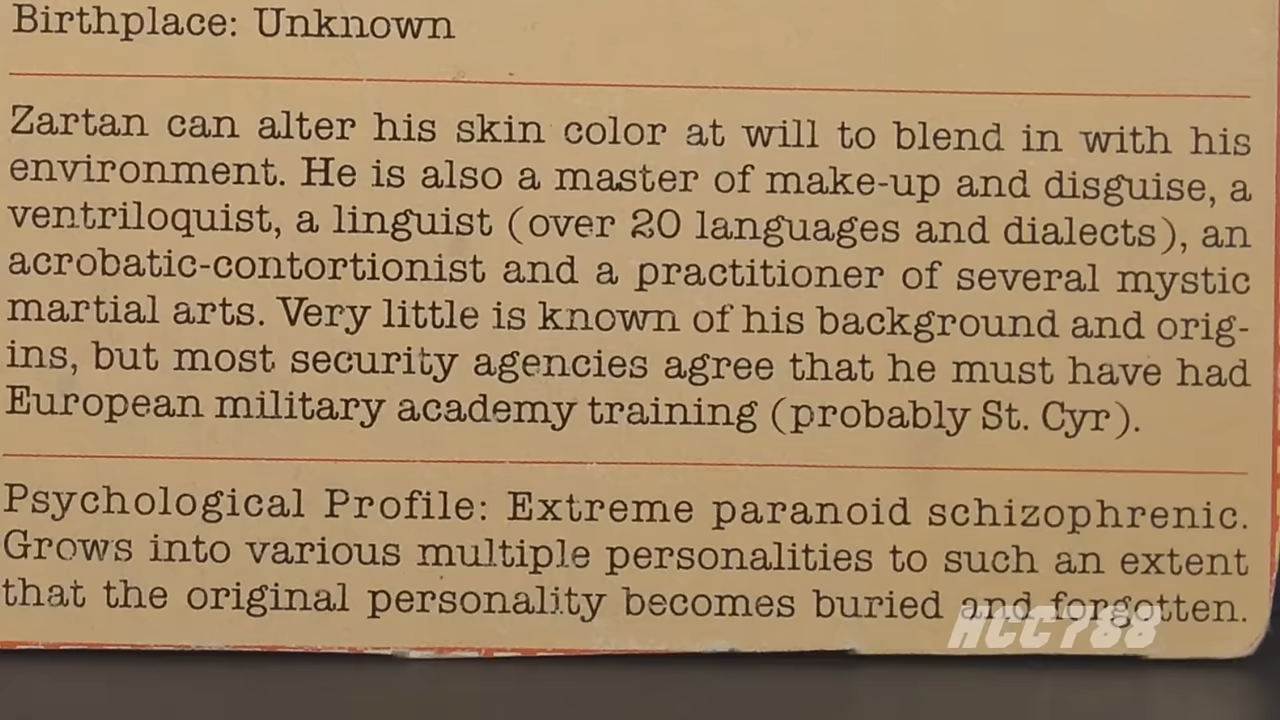 Birthplace: Unknown
Zartan can alter his skin color at will to blend in with his
environment. He is also a master of make-up and disguise, a
ventriloquist, a linguist (over 20 languages and dialects), an
acrobatic-contortionist and a practitioner of several mystic
martial arts. Very little is known of his background and orig-
ins, but most security agencies agree that he must have had
European military academy training (probably St. Cyr).
Psychological Profile: Extreme paranoid schizophrenic.
Grows into various multiple personalities to such an extent
that the original personality becomes buried and forgotten.
HCC788